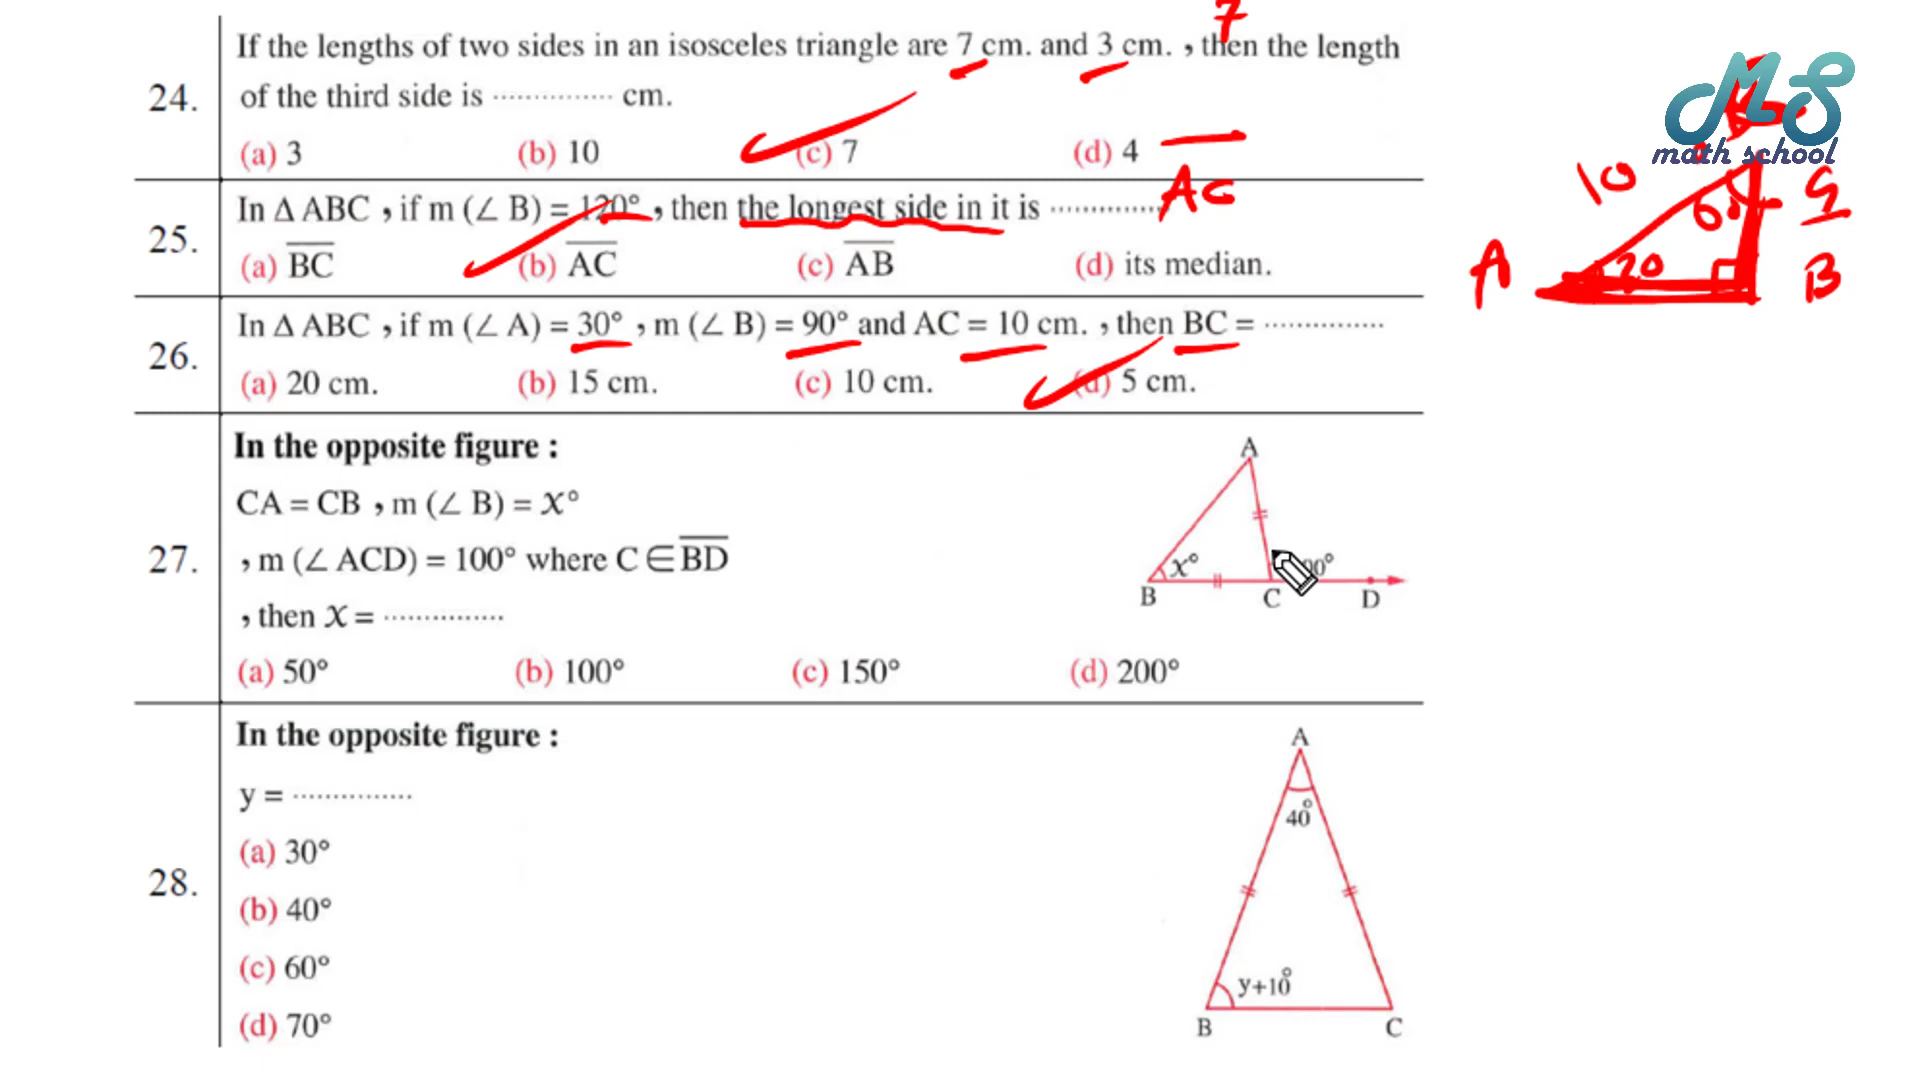 7
If the lengths of two sides in an isosceles triangle are 7 cm. and 3 cm. , then the length
24. of the third side is ............... cm.
(a) 3 (b) 10 (c) 7 (d) 4
MS
math school
In Δ ABC , if m (∠ B) = 120° , then the longest side in it is ............... AC
25.
(a) BC (b) AC (c) AB (d) its median.
10
60
30
A
B
5
In Δ ABC , if m (∠ A) = 30° , m (∠ B) = 90° and AC = 10 cm. , then BC = ...............
26.
(a) 20 cm. (b) 15 cm. (c) 10 cm. (d) 5 cm.
In the opposite figure :
CA = CB , m (∠ B) = X°
27. , m (∠ ACD) = 100° where C ∈ BD
, then X = ...............
(a) 50° (b) 100° (c) 150° (d) 200°
A
X°
00°
B C D
In the opposite figure :
y = ...............
(a) 30°
28.
(b) 40°
(c) 60°
(d) 70°
A
40°
y+10°
B C